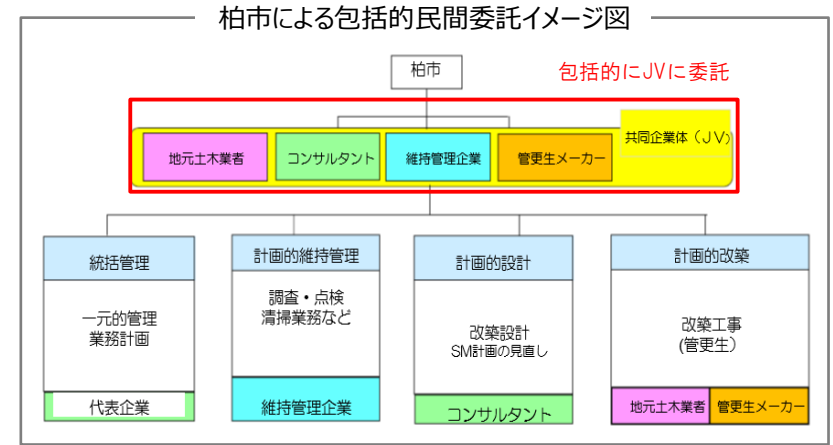 柏市による包括的民間委託イメージ図
柏市
包括的にJVに委託
共同企業体（JV）
地元土木業者
コンサルタント
維持管理企業
管更生メーカー
統括管理
一元的管理
業務計画
代表企業
計画的維持管理
調査・点検
清掃業務など
維持管理企業
計画的設計
改築設計
SM計画の見直し
コンサルタント
計画的改築
改築工事
(管更生)
地元土木業者
管更生メーカー